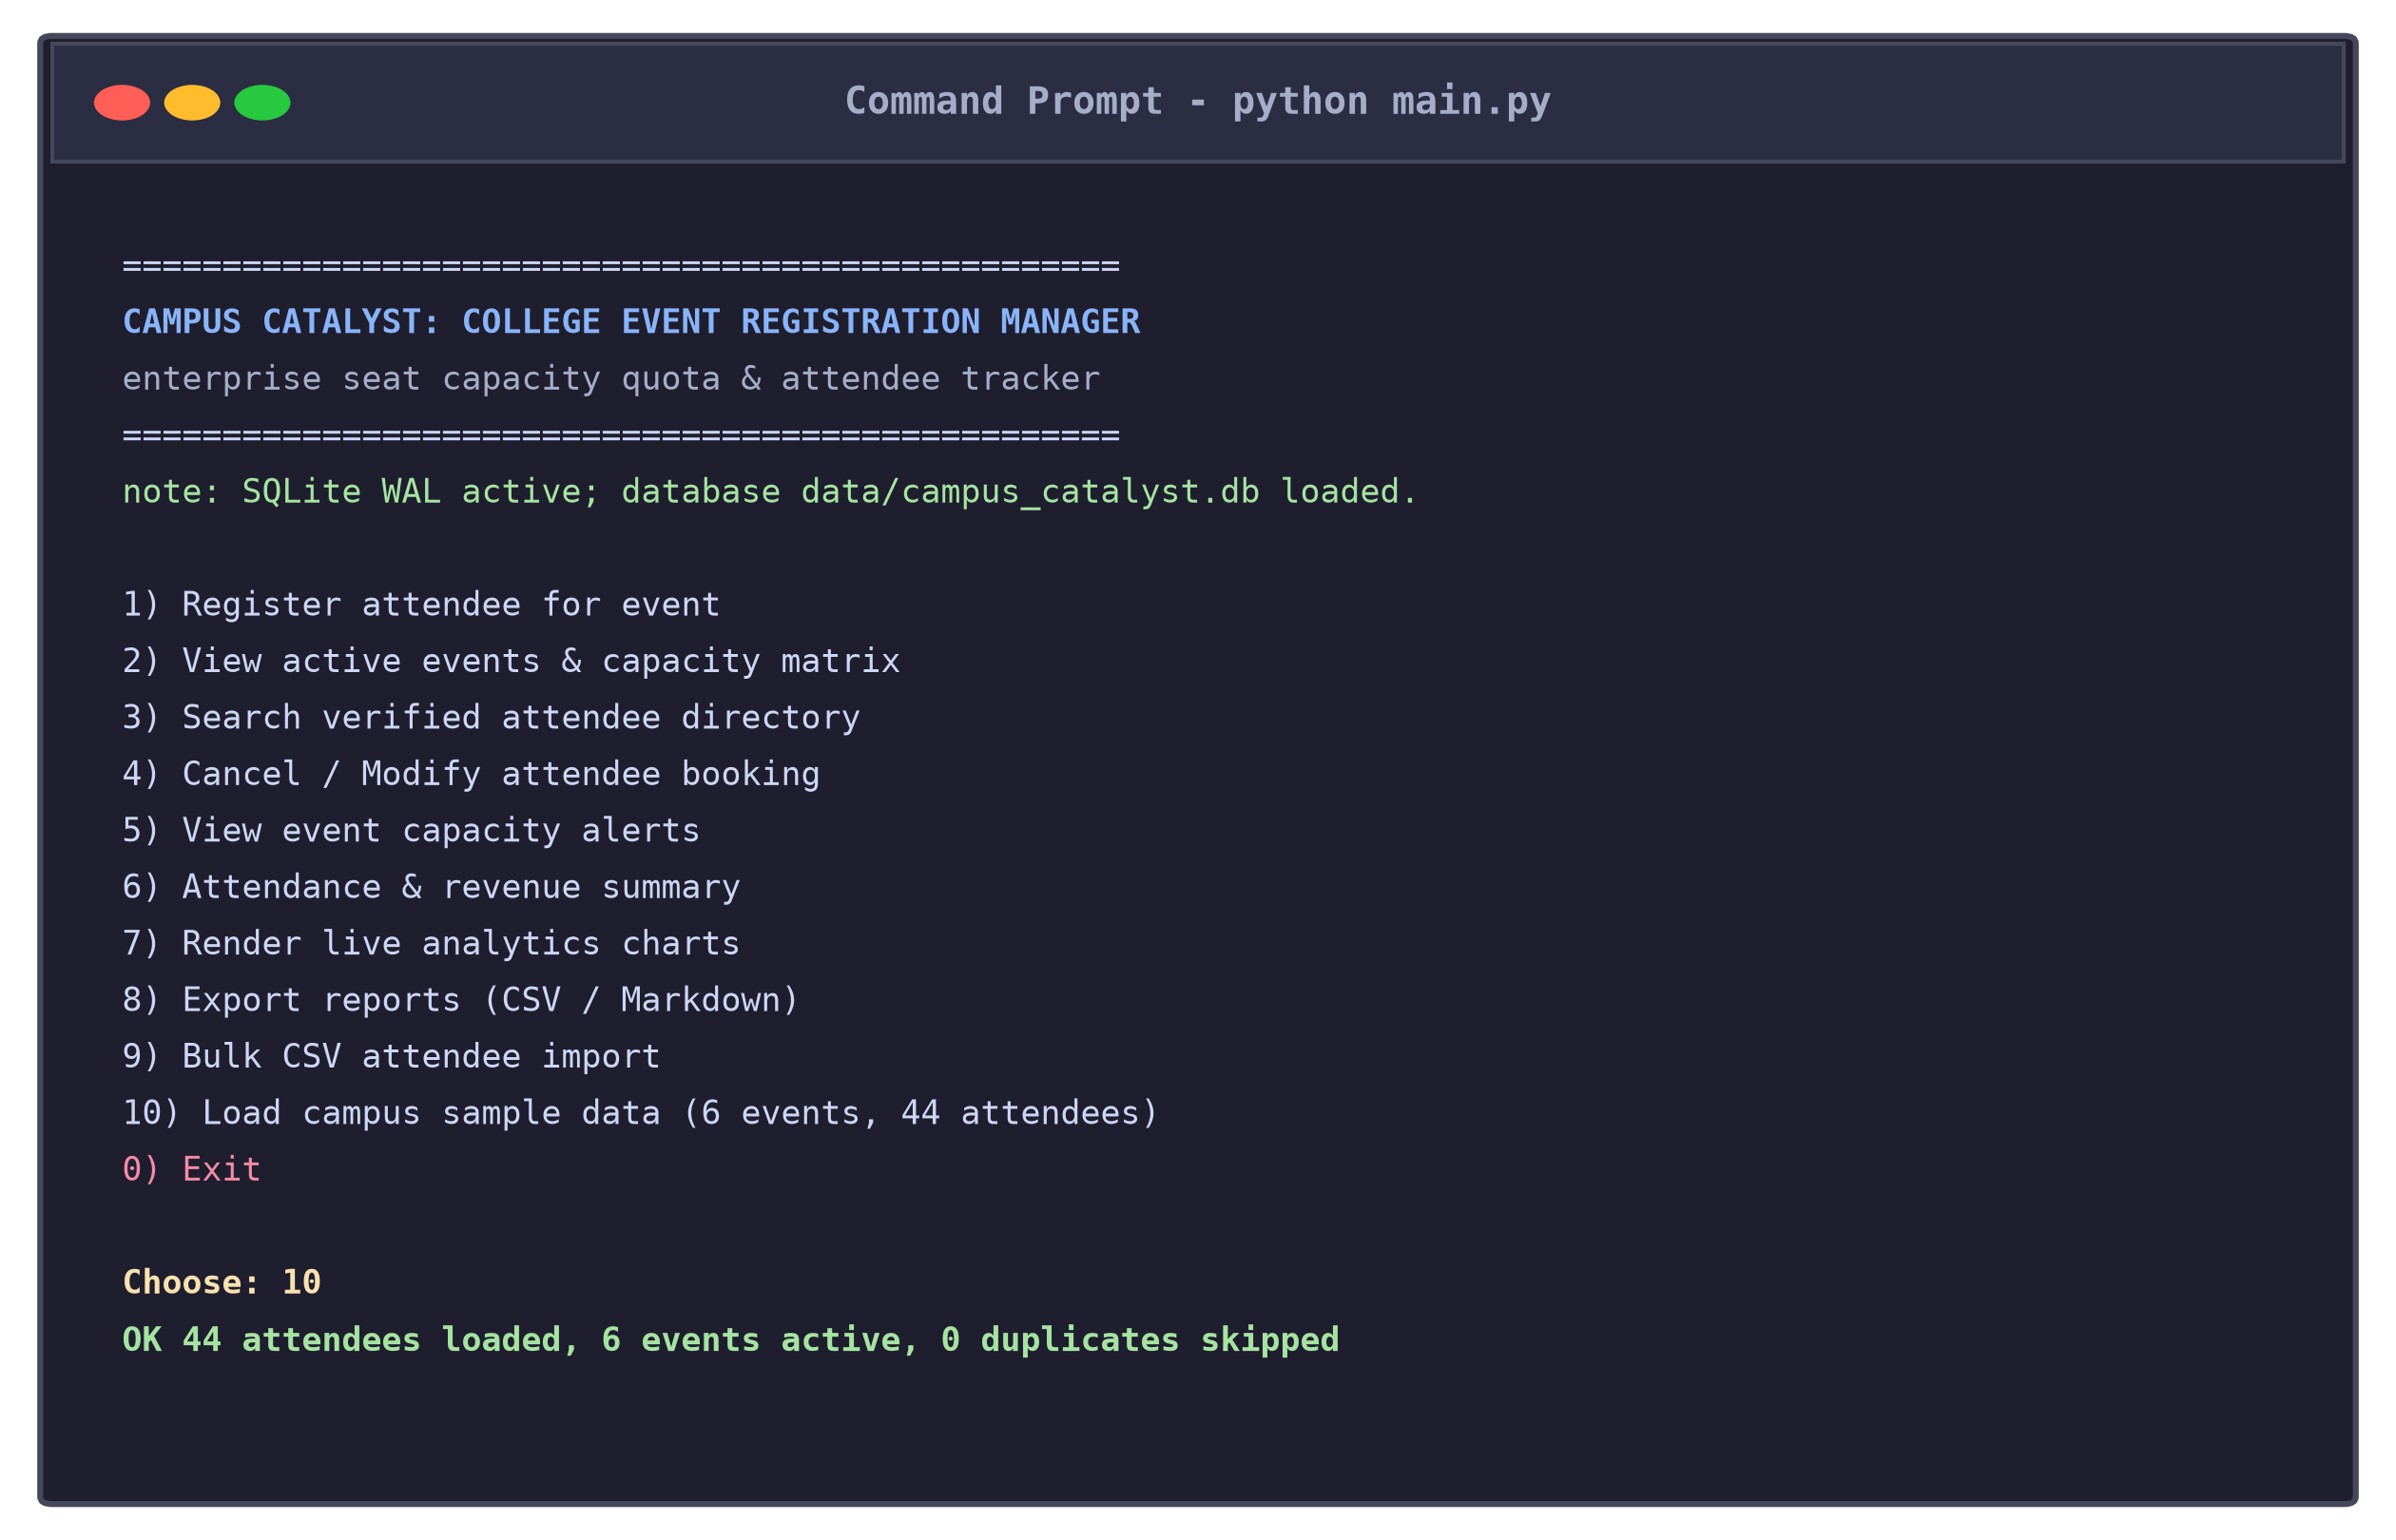 Command Prompt - python main.py
==================================================
CAMPUS CATALYST: COLLEGE EVENT REGISTRATION MANAGER
enterprise seat capacity quota & attendee tracker
==================================================
note: SQLite WAL active; database data/campus_catalyst.db loaded.
1) Register attendee for event
2) View active events & capacity matrix
3) Search verified attendee directory
4) Cancel / Modify attendee booking
5) View event capacity alerts
6) Attendance & revenue summary
7) Render live analytics charts
8) Export reports (CSV / Markdown)
9) Bulk CSV attendee import
10) Load campus sample data (6 events, 44 attendees)
0) Exit
Choose: 10
OK 44 attendees loaded, 6 events active, 0 duplicates skipped